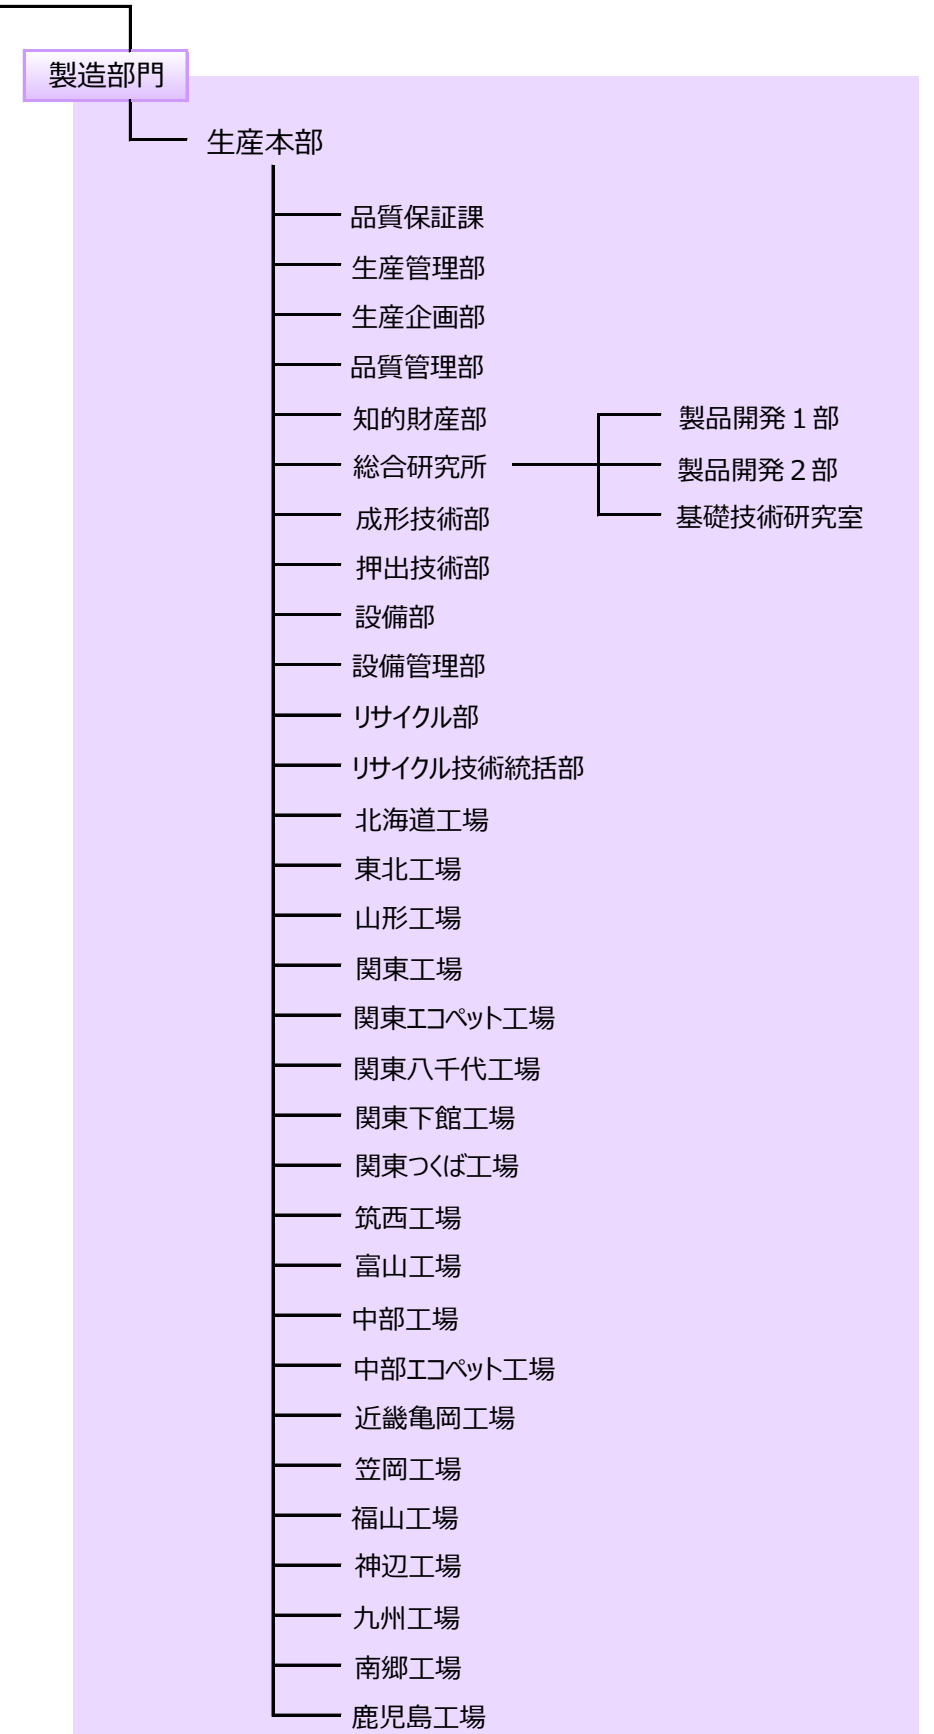 製造部門
生産本部
品質保証課
生産管理部
生産企画部
品質管理部
知的財産部
製品開発1部
総合研究所
製品開発2部
成形技術部
基礎技術研究室
押出技術部
設備部
設備管理部
リサイクル部
リサイクル技術統括部
北海道工場
東北工場
山形工場
関東工場
関東エコペット工場
関東八千代工場
関東下館工場
関東つくば工場
筑西工場
富山工場
中部工場
中部エコペット工場
近畿亀岡工場
笠岡工場
福山工場
神辺工場
九州工場
南郷工場
鹿児島工場